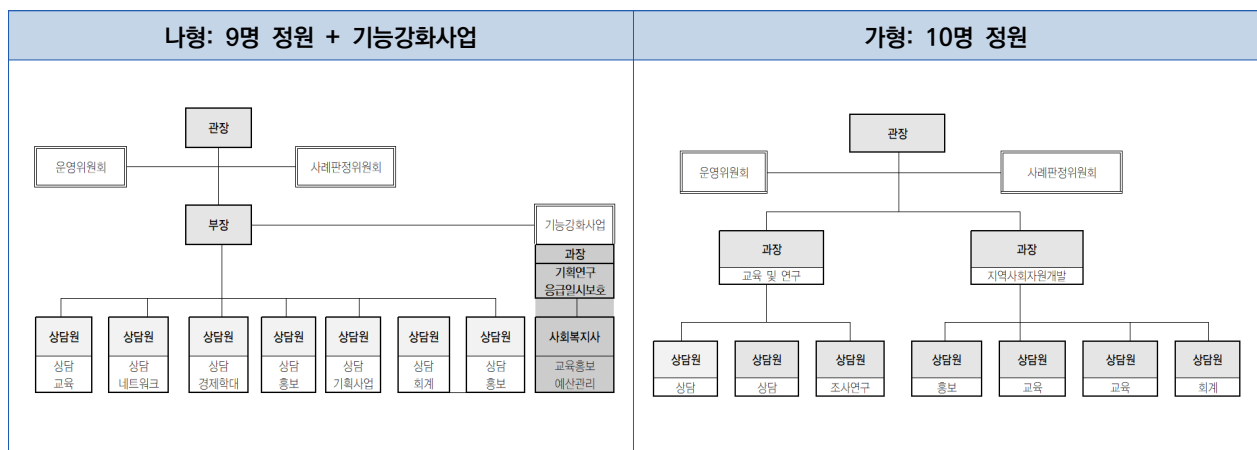 나형: 9명 정원 + 기능강화사업
관장
운영위원회
사례판정위원회
부장
기능강화사업
과장
기획연구
응급일시보호
상담원
상담
교육
상담원
상담
네트워크
상담원
상담
경제학대
상담원
상담
홍보
상담원
상담
기획사업
상담원
상담
회계
상담원
상담
홍보
사회복지사
교육홍보
예산관리
가형: 10명 정원
관장
운영위원회
사례판정위원회
과장
교육 및 연구
과장
지역사회자원개발
상담원
상담
상담원
상담
상담원
조사연구
상담원
홍보
상담원
교육
상담원
교육
상담원
회계